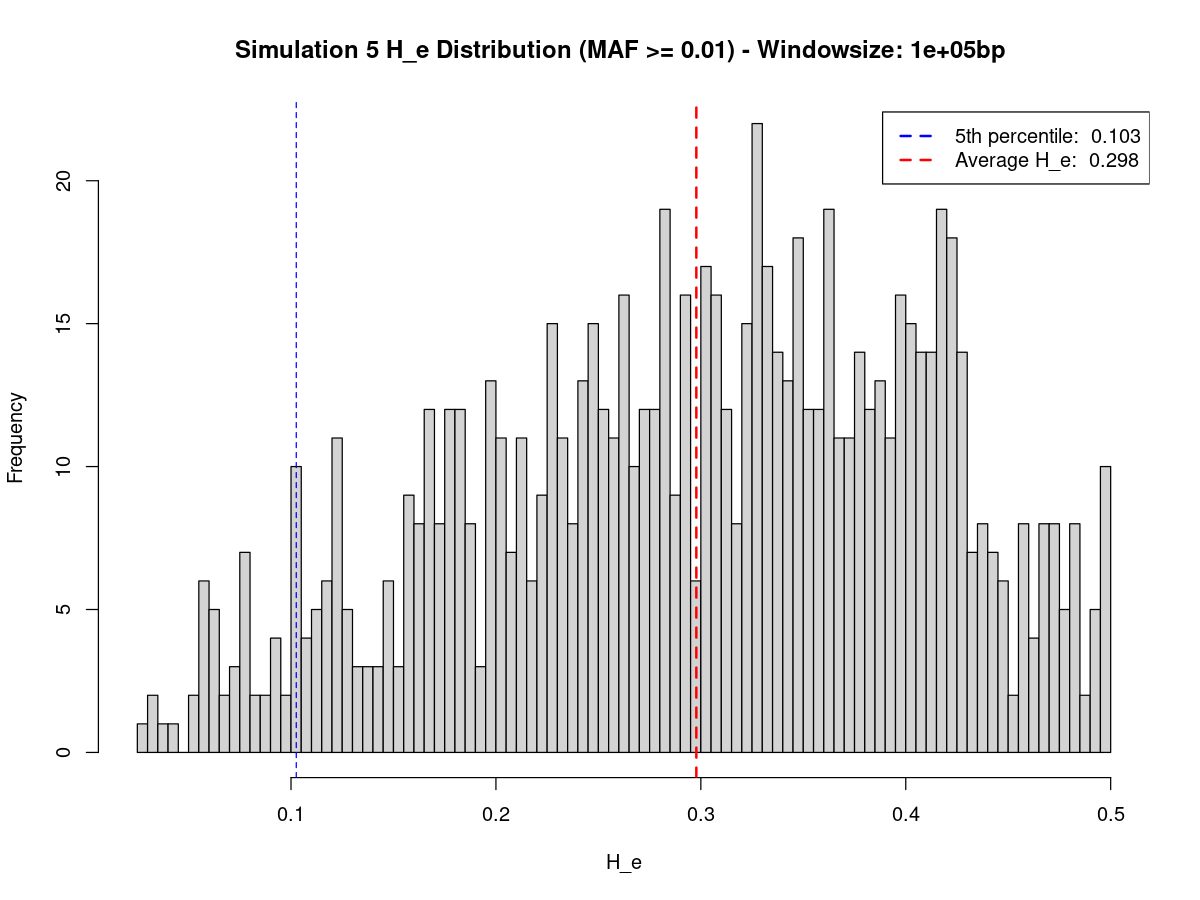 Simulation 5 H_e Distribution (MAF >= 0.01) - Windowsize: 1e+05bp
5th percentile:  0.103
Average H_e:  0.298
Frequency
20
15
10
5
0
0.1 0.2 0.3 0.4 0.5
H_e